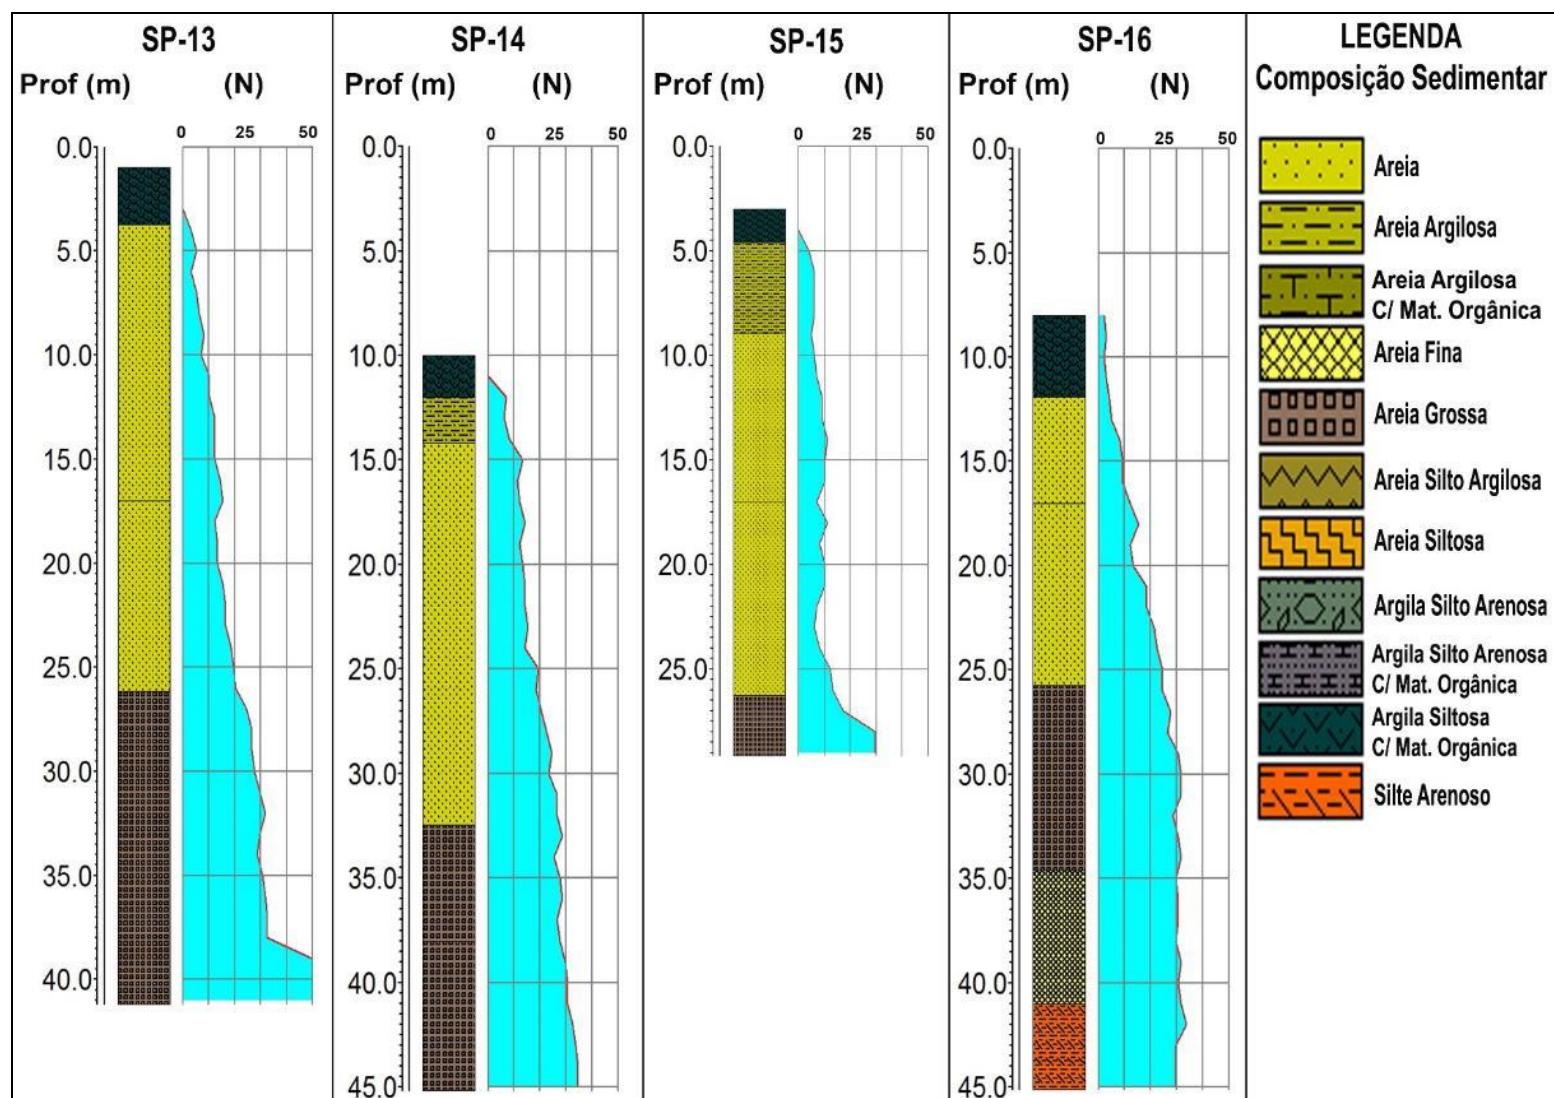 SP-13
Prof (m) (N)
0 25 50
0.0
5.0
10.0
15.0
20.0
25.0
30.0
35.0
40.0
SP-14
Prof (m) (N)
0 25 50
0.0
5.0
10.0
15.0
20.0
25.0
30.0
35.0
40.0
45.0
SP-15
Prof (m) (N)
0 25 50
0.0
5.0
10.0
15.0
20.0
25.0
SP-16
Prof (m) (N)
0 25 50
0.0
5.0
10.0
15.0
20.0
25.0
30.0
35.0
40.0
45.0
LEGENDA
Composição Sedimentar
Areia
Areia Argilosa
Areia Argilosa
C/ Mat. Orgânica
Areia Fina
Areia Grossa
Areia Silto Argilosa
Areia Siltosa
Argila Silto Arenosa
Argila Silto Arenosa
C/ Mat. Orgânica
Argila Siltosa
C/ Mat. Orgânica
Silte Arenoso